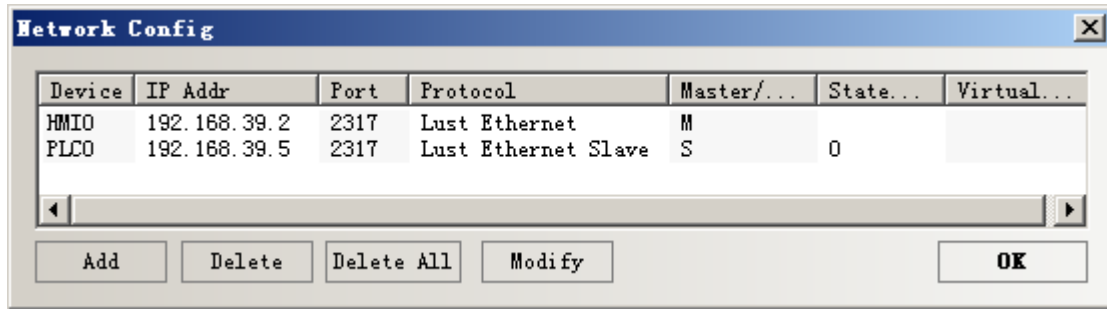 Network Config
Device IP Addr Port Protocol Master/... State... Virtual...
HMI0 192.168.39.2 2317 Lust Ethernet M
PLC0 192.168.39.5 2317 Lust Ethernet Slave S 0
Add Delete Delete All Modify OK